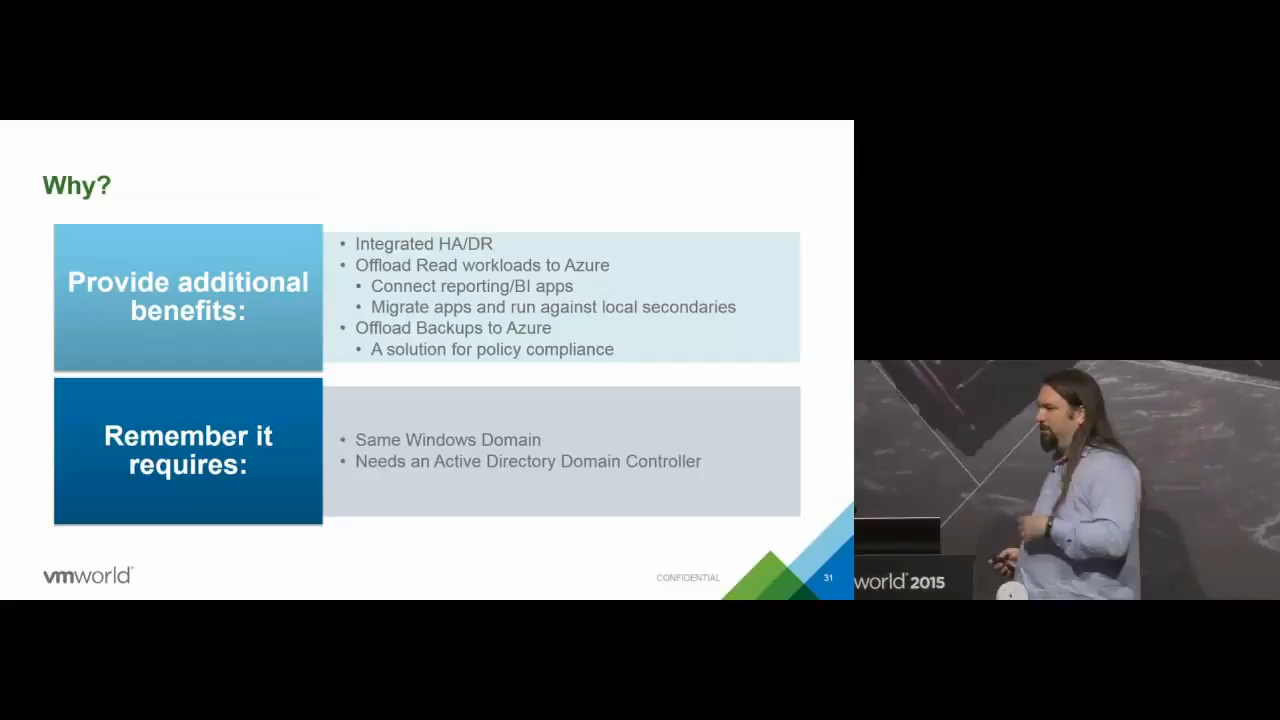 Why?
Provide additional
benefits:
• Integrated HA/DR
• Offload Read workloads to Azure
• Connect reporting/BI apps
• Migrate apps and run against local secondaries
• Offload Backups to Azure
• A solution for policy compliance
Remember it
requires:
• Same Windows Domain
• Needs an Active Directory Domain Controller
vmworld®
CONFIDENTIAL
31
world® 2015